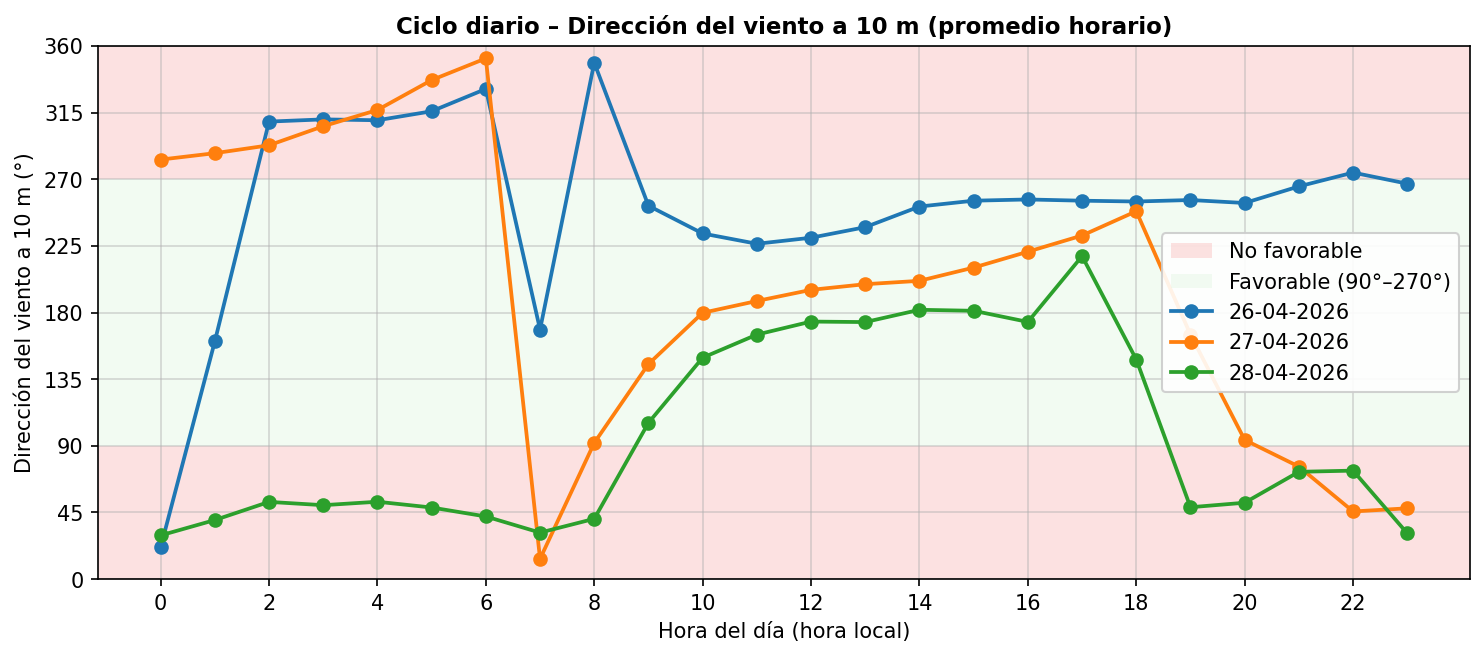 Ciclo diario – Dirección del viento a 10 m (promedio horario)
Dirección del viento a 10 m (°)
360
315
270
225
180
135
90
45
0
No favorable
Favorable (90°–270°)
26-04-2026
27-04-2026
28-04-2026
0 2 4 6 8 10 12 14 16 18 20 22
Hora del día (hora local)